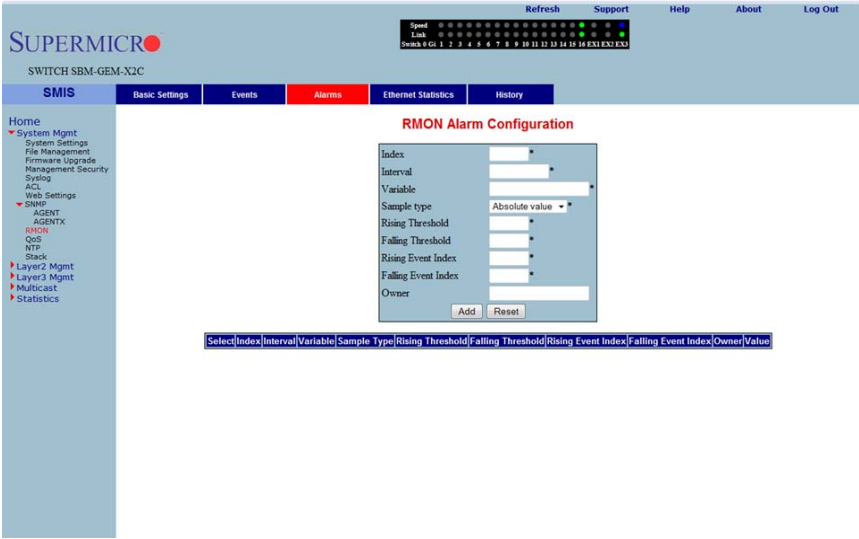 Refresh Support Help About Log Out
SUPERMICRO
Speed
Link
Switch 0 Gi 1 2 3 4 5 6 7 8 9 10 11 12 13 14 15 16 EX1 EX2 EX3
SWITCH SBM-GEM-X2C
SMIS
Basic Settings Events Alarms Ethernet Statistics History
Home
System Mgmt
System Settings
File Management
Firmware Upgrade
Management Security
Syslog
ACL
Web Settings
SNMP
AGENT
AGENTX
RMON
QoS
NTP
Stack
Layer2 Mgmt
Layer3 Mgmt
Multicast
Statistics
RMON Alarm Configuration
Index *
Interval *
Variable *
Sample type Absolute value *
Rising Threshold *
Falling Threshold *
Rising Event Index *
Falling Event Index *
Owner
Add Reset
Select Index Interval Variable Sample Type Rising Threshold Falling Threshold Rising Event Index Falling Event Index Owner Value